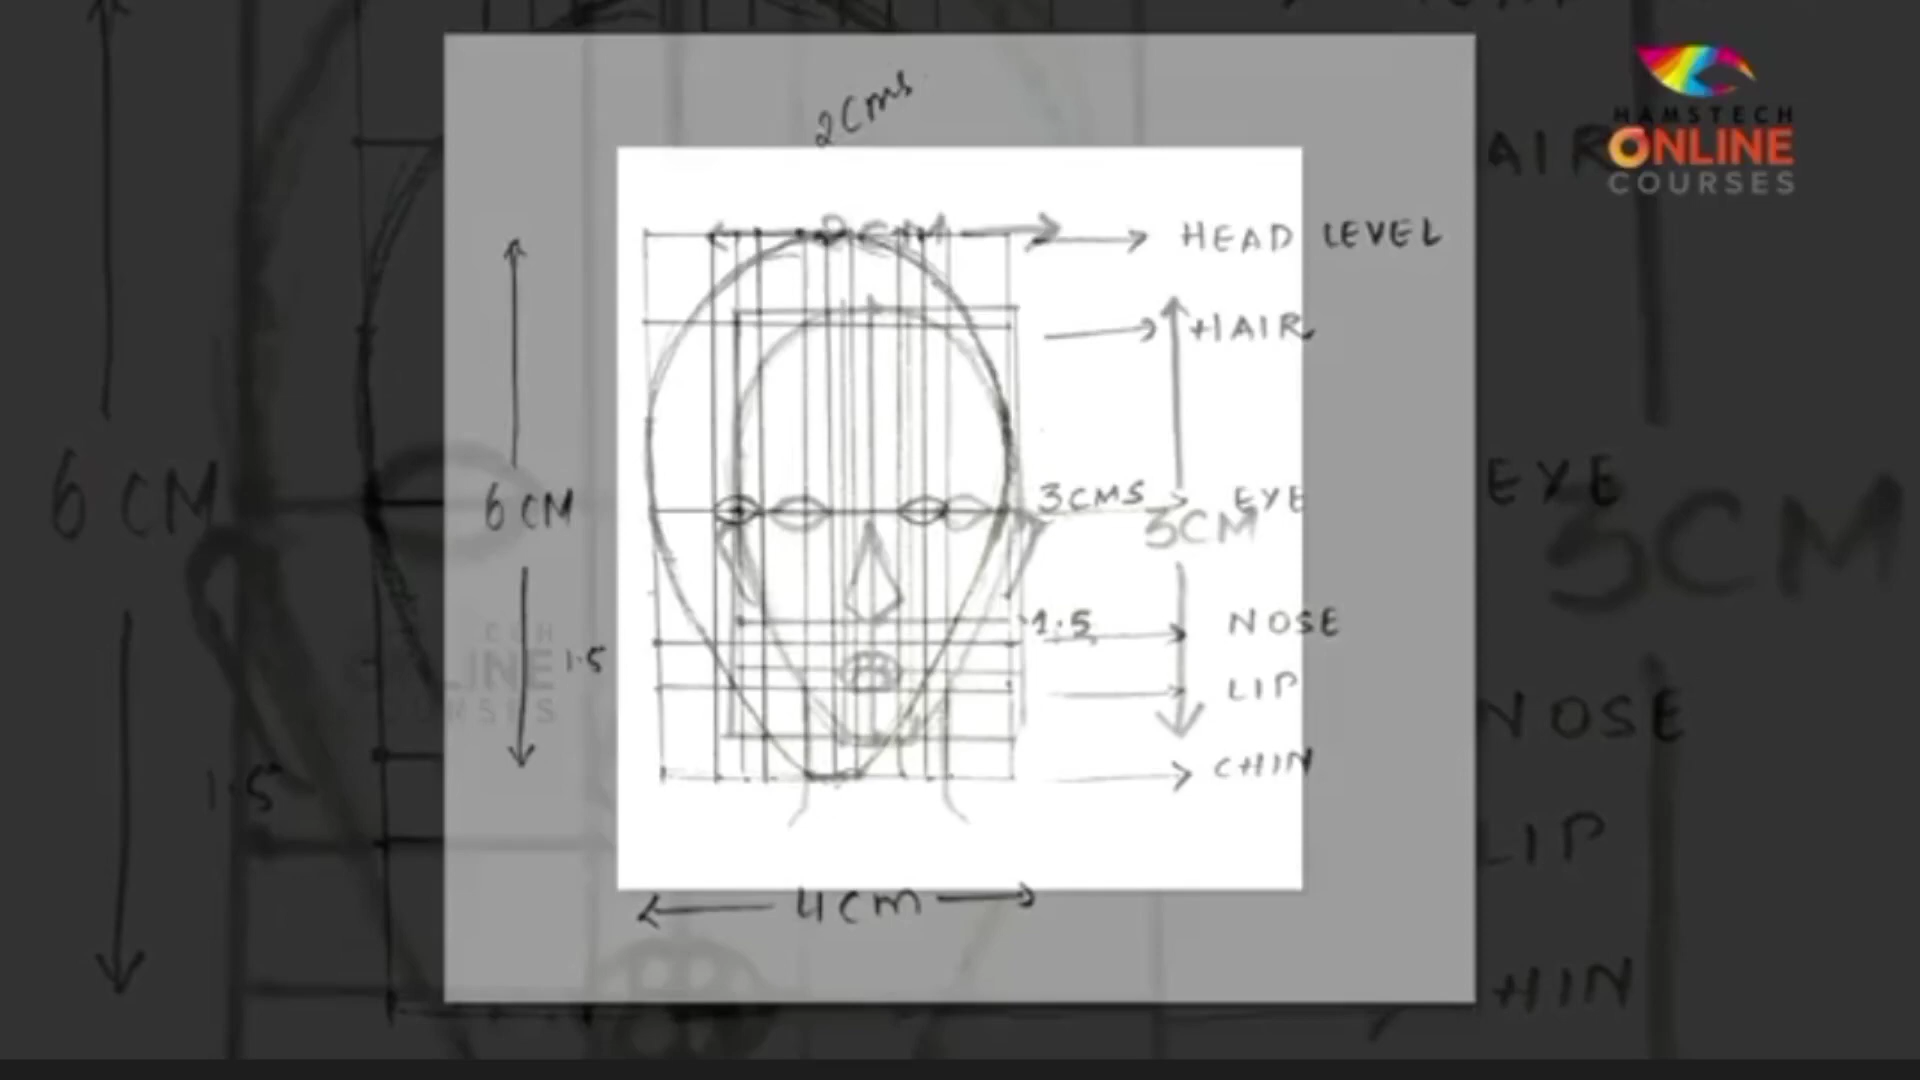 2cms
HAMSTECH
ONLINE
COURSES
AIR
2CM
HEAD LEVEL
HAIR
6 CM
6 CM
3CMS
EYE
EYE
3CM
3CM
1.5
NOSE
1.5
LIP
NOSE
1.5
CHIN
LIP
4cm
HIN